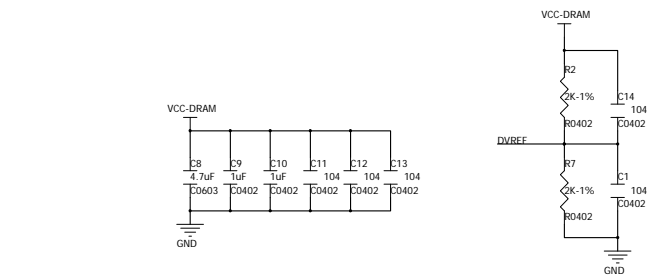 VCC-DRAM
R2
2K-1%
R0402
C14
104
C0402
DVREF
R7
2K-1%
R0402
C1
104
C0402
GND
VCC-DRAM
C8 C9 C10 C11 C12 C13
4.7uF 1uF 1uF 104 104 104
C0603 C0402 C0402 C0402 C0402 C0402
GND